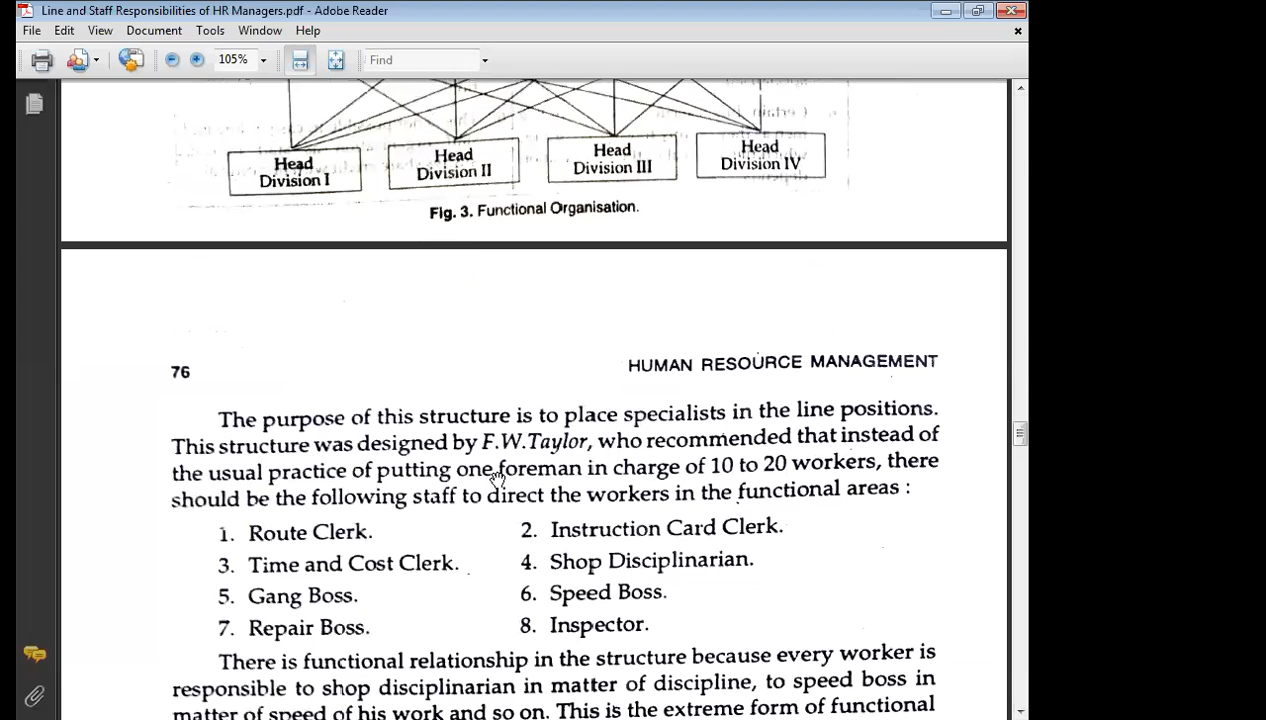 Line and Staff Responsibilities of HR Managers.pdf - Adobe Reader
File Edit View Document Tools Window Help
105% Find
Head Division I
Head Division II
Head Division III
Head Division IV
Fig. 3. Functional Organisation.
76 HUMAN RESOURCE MANAGEMENT
The purpose of this structure is to place specialists in the line positions.
This structure was designed by F.W.Taylor, who recommended that instead of
the usual practice of putting one foreman in charge of 10 to 20 workers, there
should be the following staff to direct the workers in the functional areas :
1. Route Clerk. 2. Instruction Card Clerk.
3. Time and Cost Clerk. 4. Shop Disciplinarian.
5. Gang Boss. 6. Speed Boss.
7. Repair Boss. 8. Inspector.
There is functional relationship in the structure because every worker is
responsible to shop disciplinarian in matter of discipline, to speed boss in
matter of speed of his work and so on. This is the extreme form of functional